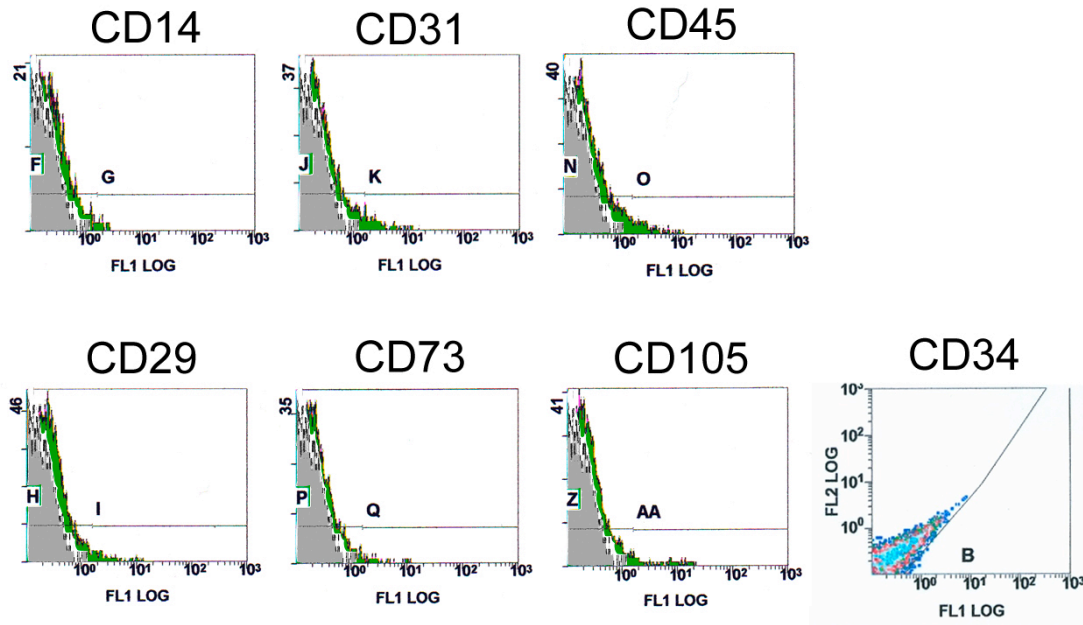 CD14 CD31 CD45
21 37 40
F G J K N O
10⁰ 10¹ 10² 10³ 10⁰ 10¹ 10² 10³ 10⁰ 10¹ 10² 10³
FL1 LOG FL1 LOG FL1 LOG
CD29 CD73 CD105 CD34
46 35 41 10³
10²
FL2 LOG
10¹
H I P Q Z AA 10⁰
B
10⁰ 10¹ 10² 10³ 10⁰ 10¹ 10² 10³ 10⁰ 10¹ 10² 10³ 10⁰ 10¹ 10² 10³
FL1 LOG FL1 LOG FL1 LOG FL1 LOG